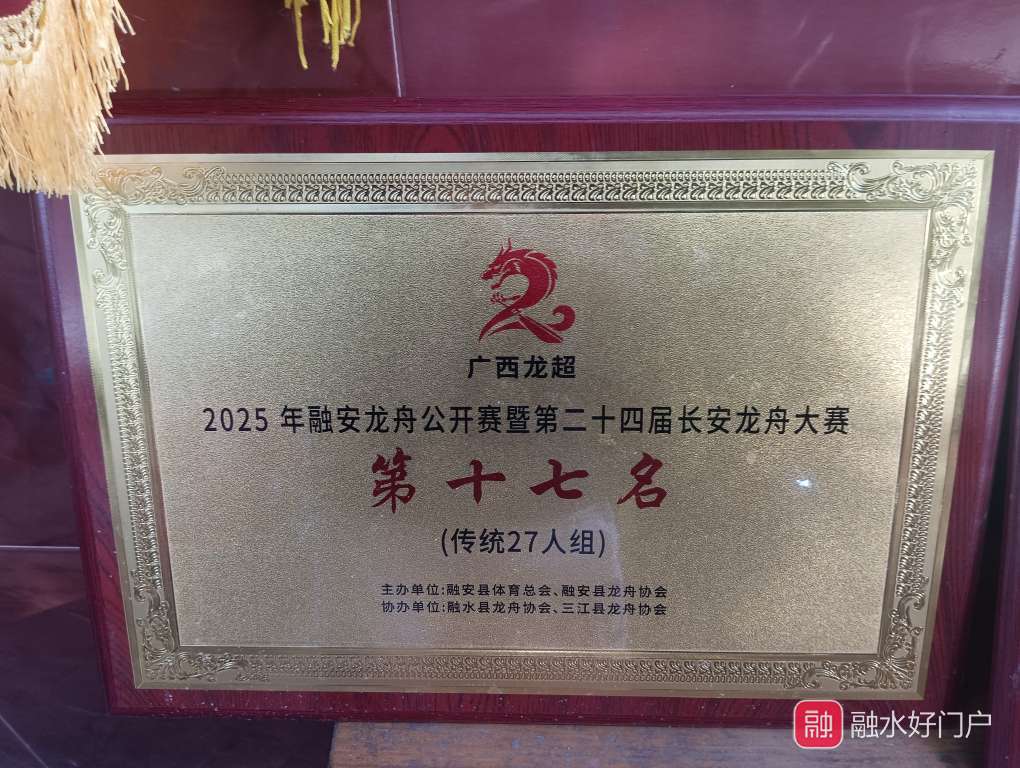 广西龙超
2025 年融安龙舟公开赛暨第二十四届长安龙舟大赛
第十七名
(传统27人组)
主办单位:融安县体育总会、融安县龙舟协会
协办单位:融水县龙舟协会、三江县龙舟协会
融 融水好门户